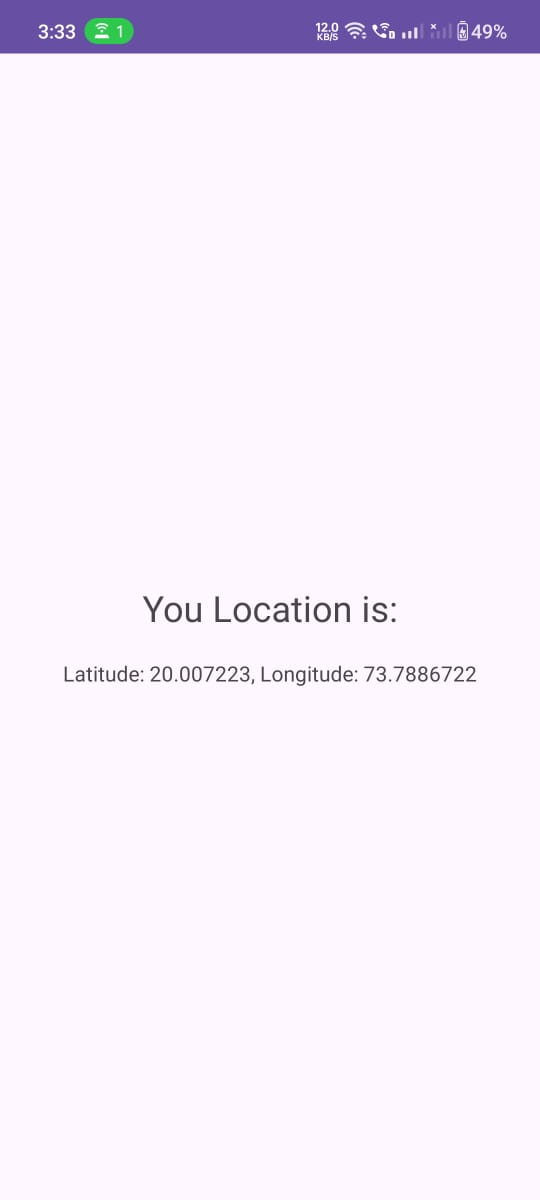 3:33 1 12.0 KB/S 49%
You Location is:
Latitude: 20.007223, Longitude: 73.7886722